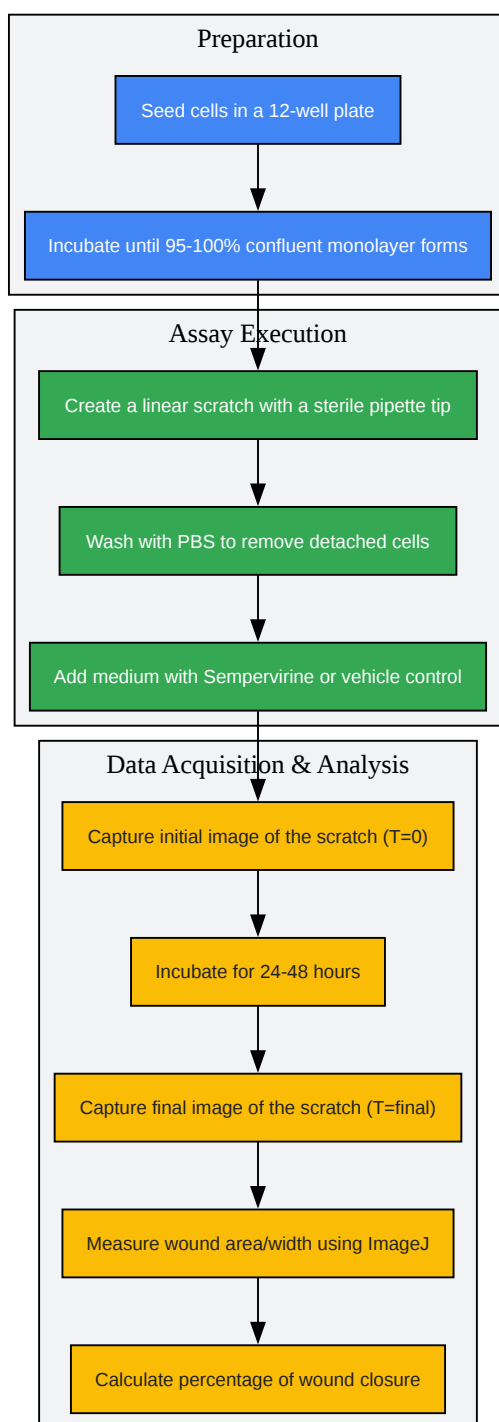 Preparation
Seed cells in a 12-well plate
Incubate until 95-100% confluent monolayer forms
Assay Execution
Create a linear scratch with a sterile pipette tip
Wash with PBS to remove detached cells
Add medium with Sempervirine or vehicle control
Data Acquisition & Analysis
Capture initial image of the scratch (T=0)
Incubate for 24-48 hours
Capture final image of the scratch (T=final)
Measure wound area/width using ImageJ
Calculate percentage of wound closure